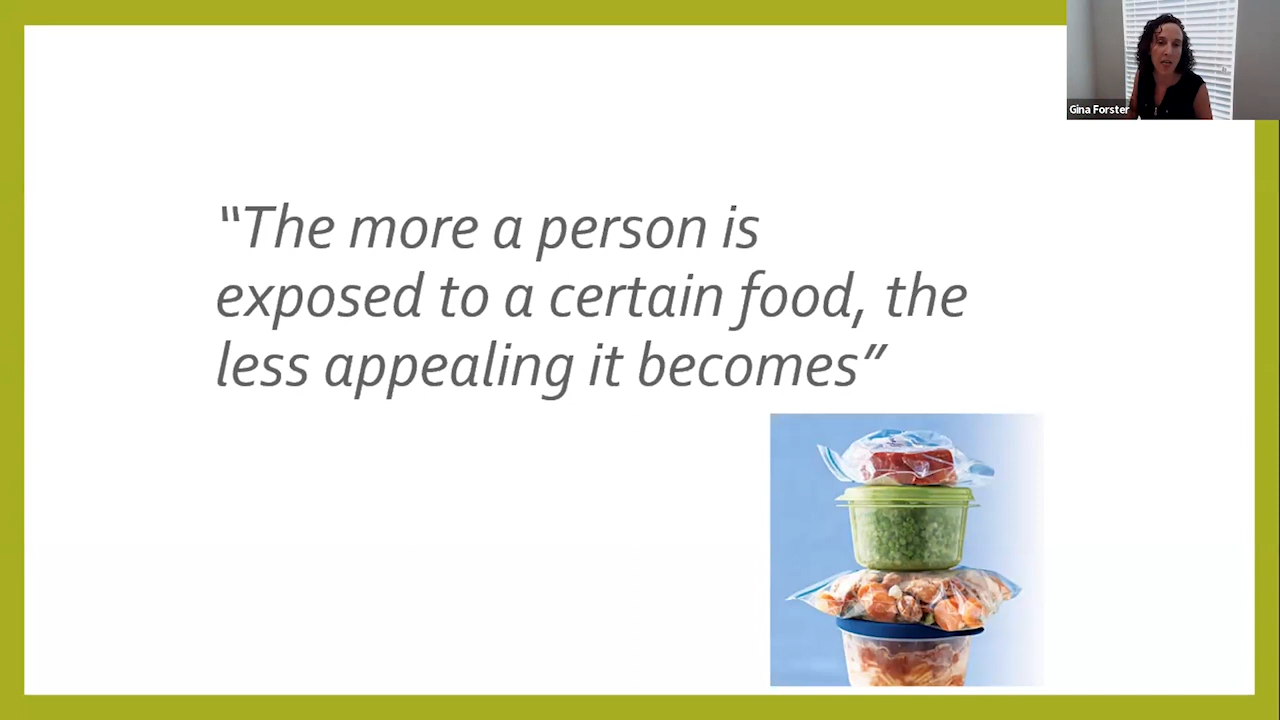 Gina Forster
“The more a person is
exposed to a certain food, the
less appealing it becomes”